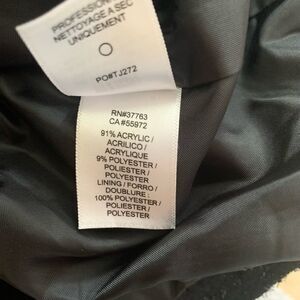 PROFESSION
NETTOYAGE A SEC
UNIQUEMENT
PO#TJ272
RN#37763
CA#55972
91% ACRYLIC /
ACRILICO /
ACRYLIQUE
9% POLYESTER /
POLIESTER /
POLYESTER
LINING / FORRO /
DOUBLURE :
100% POLYESTER /
POLIESTER /
POLYESTER